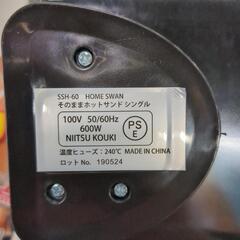 SSH-60 HOME SWAN
そのままホットサンド シングル
100V 50/60Hz
600W
NIITSU KOUKI
PS
E
温度ヒューズ：240℃ MADE IN CHINA
ロット No. 190524